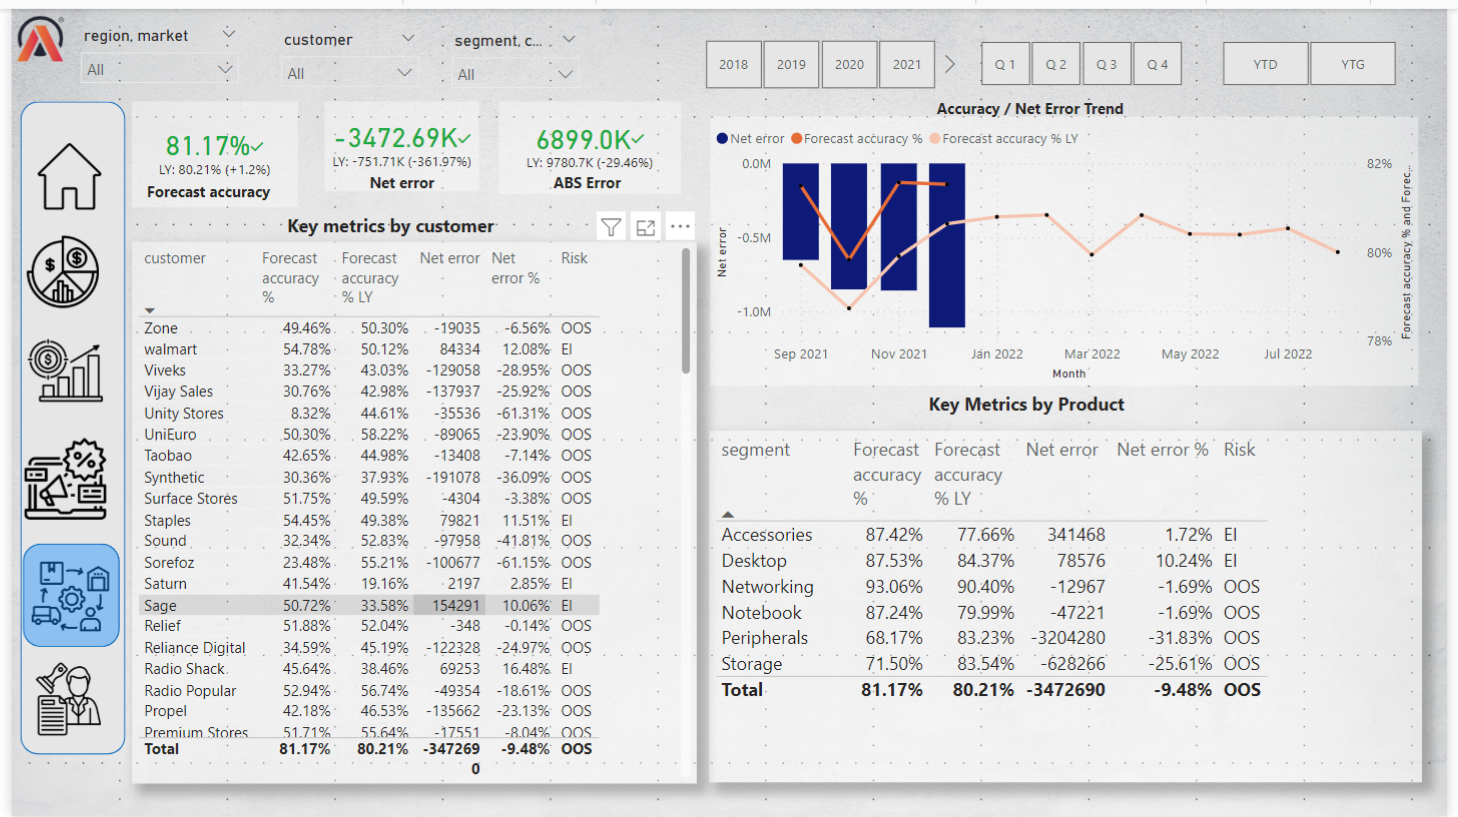 region, market
All
customer
All
segment, c...
All
2018 2019 2020 2021
Q 1 Q 2 Q 3 Q 4
YTD YTG
81.17%
LY: 80.21% (+1.2%)
Forecast accuracy
-3472.69K
LY: -751.71K (-361.97%)
Net error
6899.0K
LY: 9780.7K (-29.46%)
ABS Error
Key metrics by customer
customer Forecast accuracy % Forecast accuracy % LY Net error Net error % Risk
Zone 49.46% 50.30% -19035 -6.56% OOS
walmart 54.78% 50.12% 84334 12.08% EI
Viveks 33.27% 43.03% -129058 -28.95% OOS
Vijay Sales 30.76% 42.98% -137937 -25.92% OOS
Unity Stores 8.32% 44.61% -35536 -61.31% OOS
UniEuro 50.30% 58.22% -89065 -23.90% OOS
Taobao 42.65% 44.98% -13408 -7.14% OOS
Synthetic 30.36% 37.93% -191078 -36.09% OOS
Surface Stores 51.75% 49.59% -4304 -3.38% OOS
Staples 54.45% 49.38% 79821 11.51% EI
Sound 32.34% 52.83% -97958 -41.81% OOS
Sorefoz 23.48% 55.21% -100677 -61.15% OOS
Saturn 41.54% 19.16% 2197 2.85% EI
Sage 50.72% 33.58% 154291 10.06% EI
Relief 51.88% 52.04% -348 -0.14% OOS
Reliance Digital 34.59% 45.19% -122328 -24.97% OOS
Radio Shack 45.64% 38.46% 69253 16.48% EI
Radio Popular 52.94% 56.74% -49354 -18.61% OOS
Propel 42.18% 46.53% -135662 -23.13% OOS
Premium Stores 51.71% 55.64% -17551 -8.04% OOS
Total 81.17% 80.21% -347269 -9.48% OOS
0
Accuracy / Net Error Trend
Net error Forecast accuracy % Forecast accuracy % LY
0.0M
-0.5M
-1.0M
Net error
82%
80%
78%
Forecast accuracy % and Forec...
Sep 2021 Nov 2021 Jan 2022 Mar 2022 May 2022 Jul 2022
Month
Key Metrics by Product
segment Forecast accuracy % Forecast accuracy % LY Net error Net error % Risk
Accessories 87.42% 77.66% 341468 1.72% EI
Desktop 87.53% 84.37% 78576 10.24% EI
Networking 93.06% 90.40% -12967 -1.69% OOS
Notebook 87.24% 79.99% -47221 -1.69% OOS
Peripherals 68.17% 83.23% -3204280 -31.83% OOS
Storage 71.50% 83.54% -628266 -25.61% OOS
Total 81.17% 80.21% -3472690 -9.48% OOS